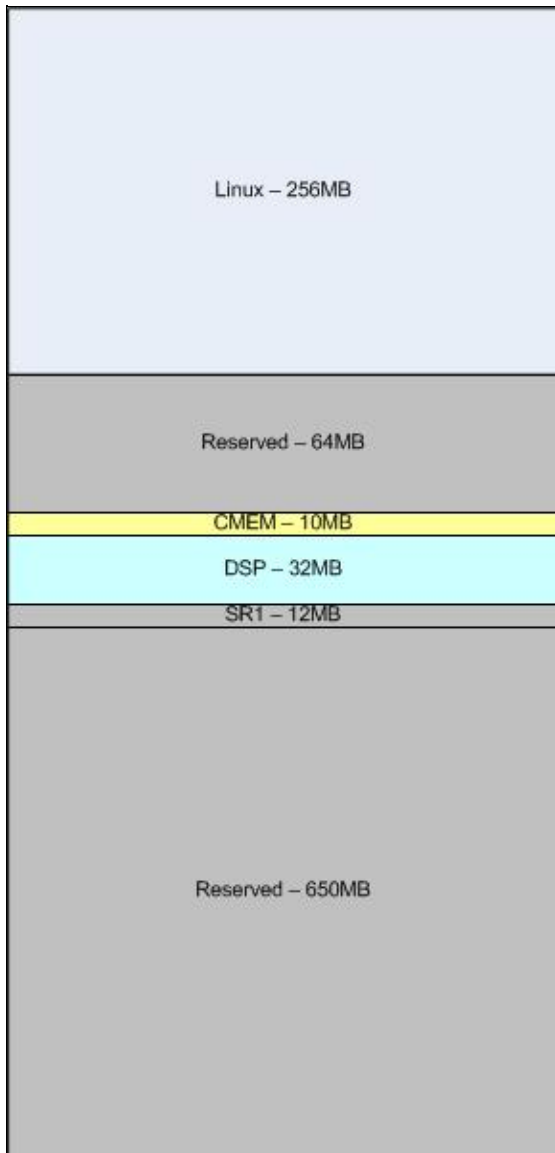 Linux – 256MB
Reserved – 64MB
CMEM – 10MB
DSP – 32MB
SR1 – 12MB
Reserved – 650MB